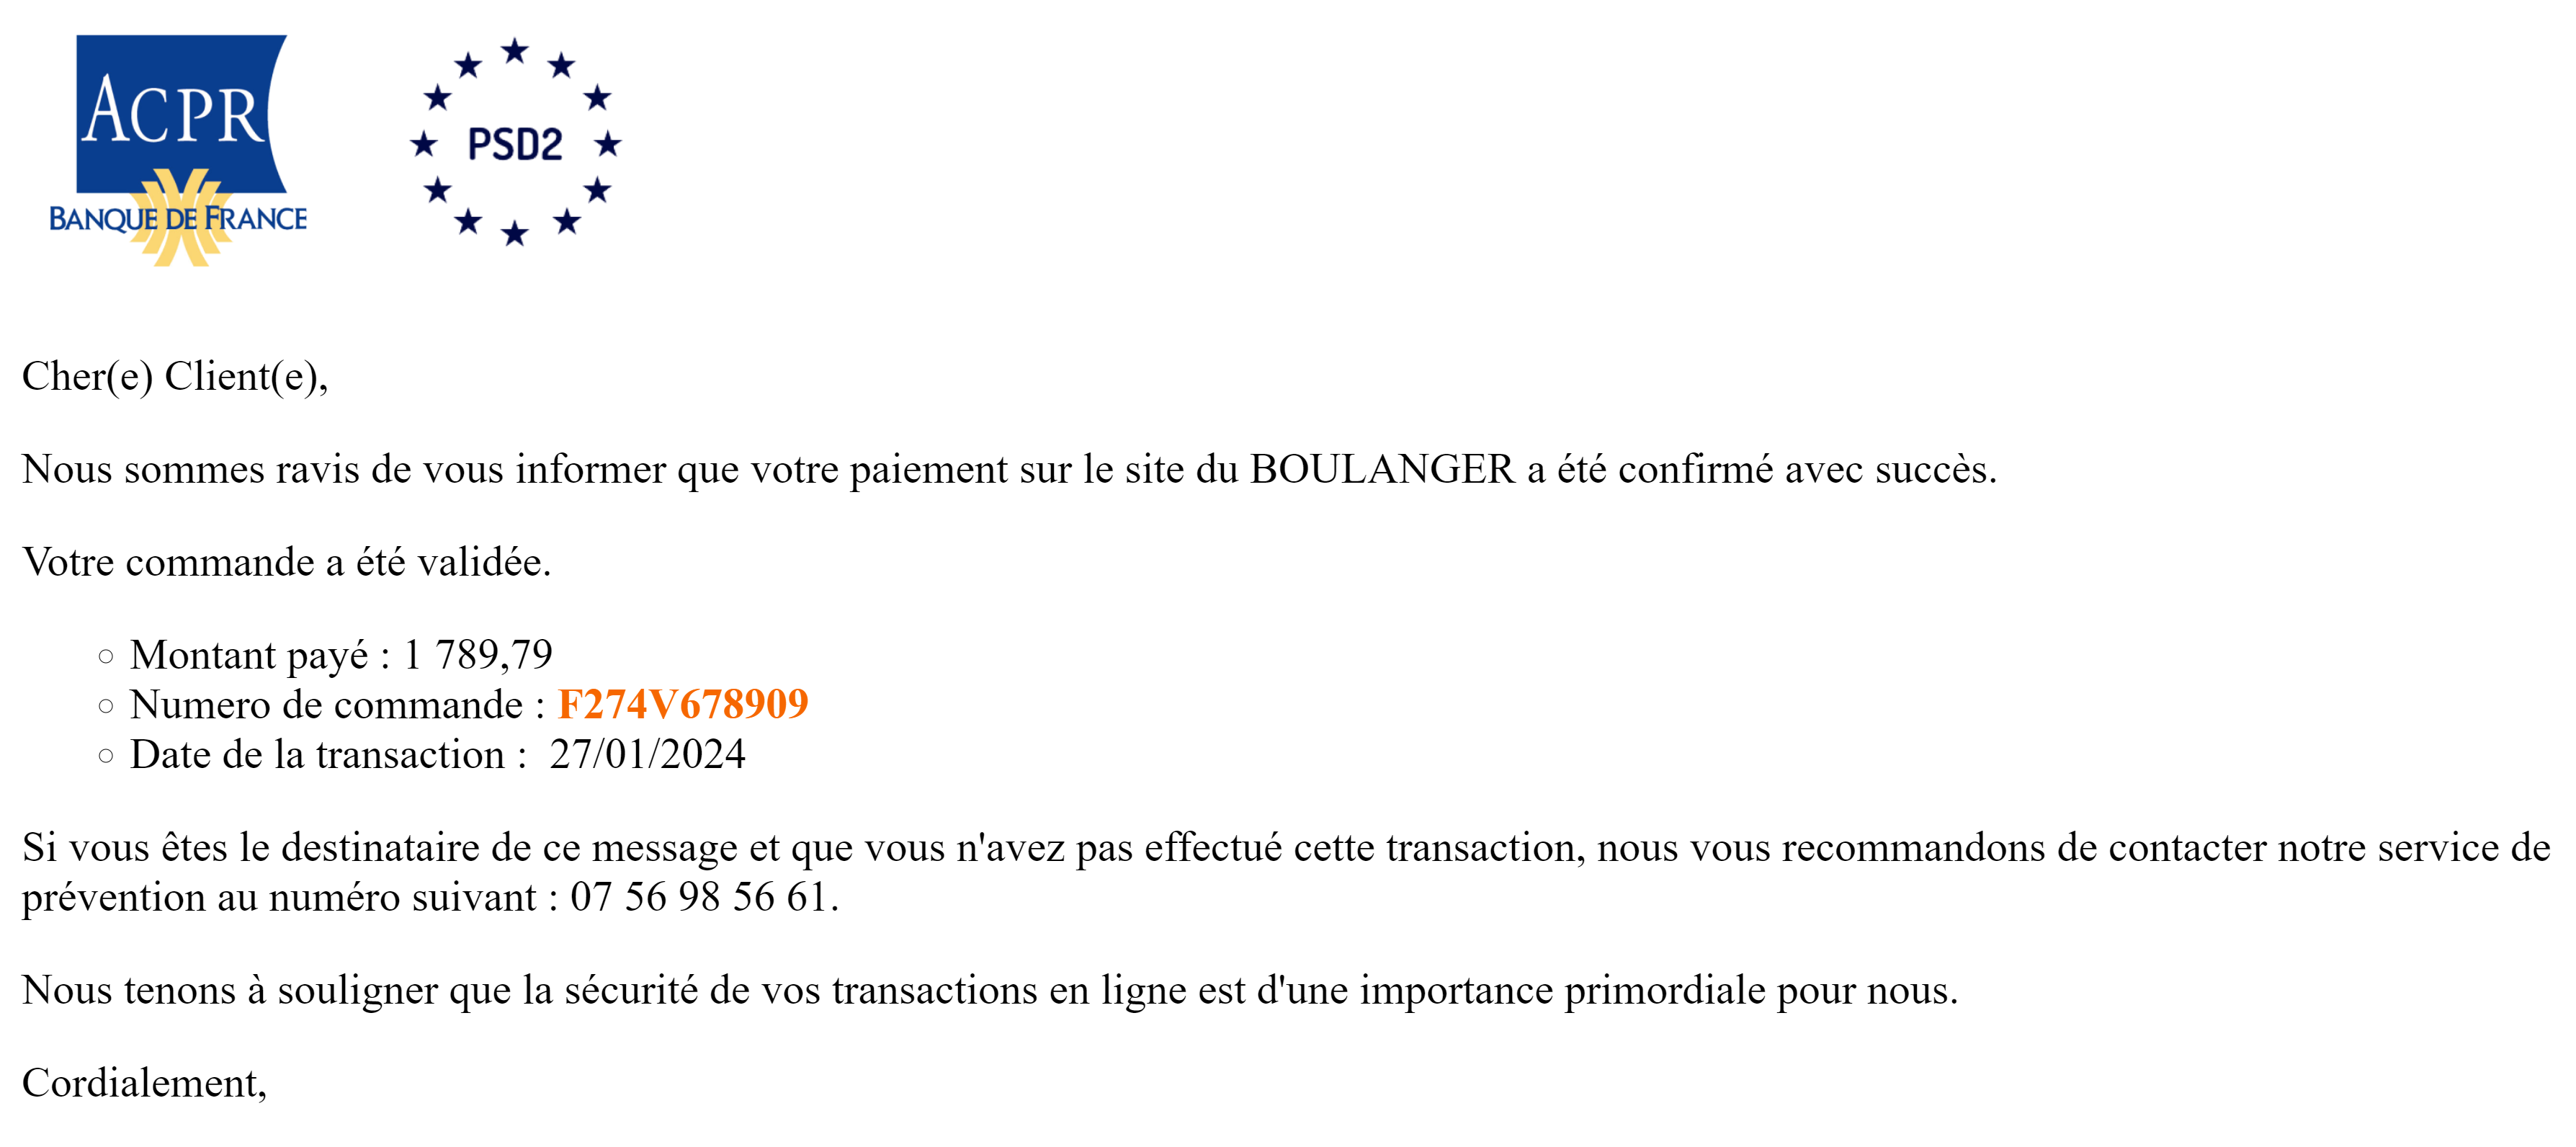 ACPR
BANQUE DE FRANCE
PSD2
Cher(e) Client(e),
Nous sommes ravis de vous informer que votre paiement sur le site du BOULANGER a été confirmé avec succès.
Votre commande a été validée.
Montant payé : 1 789,79
Numero de commande : F274V678909
Date de la transaction :  27/01/2024
Si vous êtes le destinataire de ce message et que vous n'avez pas effectué cette transaction, nous vous recommandons de contacter notre service de
prévention au numéro suivant : 07 56 98 56 61.
Nous tenons à souligner que la sécurité de vos transactions en ligne est d'une importance primordiale pour nous.
Cordialement,